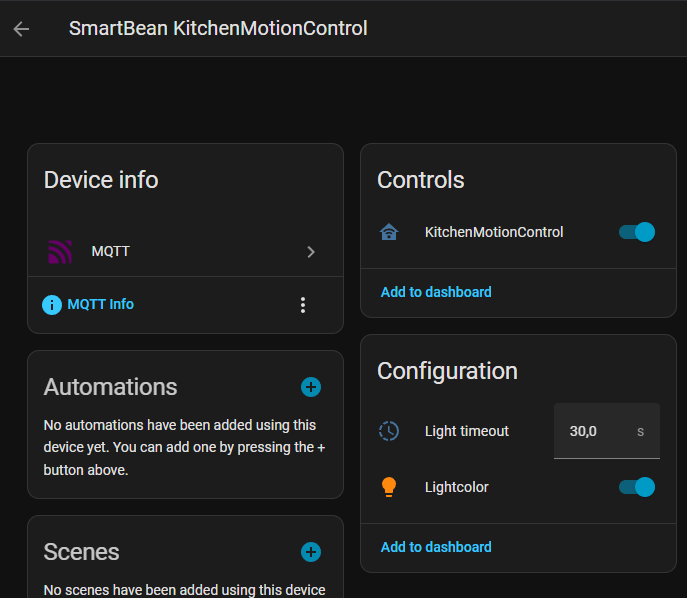 SmartBean KitchenMotionControl
Device info
MQTT
MQTT Info
Automations
No automations have been added using this
device yet. You can add one by pressing the +
button above.
Scenes
No scenes have been added using this device
Controls
KitchenMotionControl
Add to dashboard
Configuration
Light timeout 30,0 s
Lightcolor
Add to dashboard